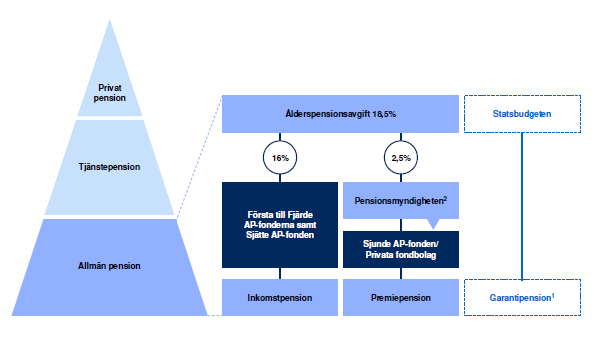 Privat
pension
Tjänstepension
Allmän pension
Ålderspensionsavgift 18,5%
Statsbudgeten
16%
2,5%
Första till Fjärde
AP-fonderna samt
Sjätte AP-fonden
Pensionsmyndigheten²
Sjunde AP-fonden/
Privata fondbolag
Inkomstpension
Premiepension
Garantipension¹